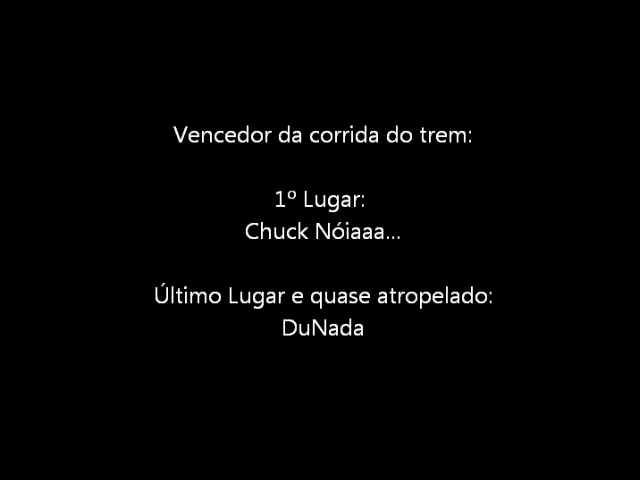 Vencedor da corrida do trem:
1º Lugar:
Chuck Nóiaaa...
Último Lugar e quase atropelado:
DuNada